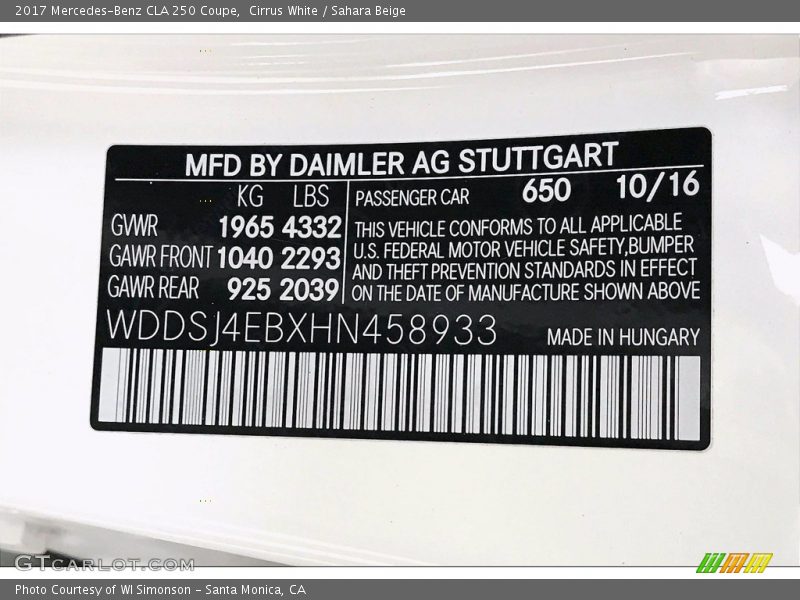 2017 Mercedes-Benz CLA 250 Coupe,  Cirrus White / Sahara Beige
MFD BY DAIMLER AG STUTTGART
KG LBS PASSENGER CAR 650 10/16
GVWR 1965 4332
GAWR FRONT 1040 2293
GAWR REAR 925 2039
THIS VEHICLE CONFORMS TO ALL APPLICABLE
U.S. FEDERAL MOTOR VEHICLE SAFETY,BUMPER
AND THEFT PREVENTION STANDARDS IN EFFECT
ON THE DATE OF MANUFACTURE SHOWN ABOVE
WDDSJ4EBXHN458933 MADE IN HUNGARY
GTcarlot.com
Photo Courtesy of WI Simonson - Santa Monica, CA